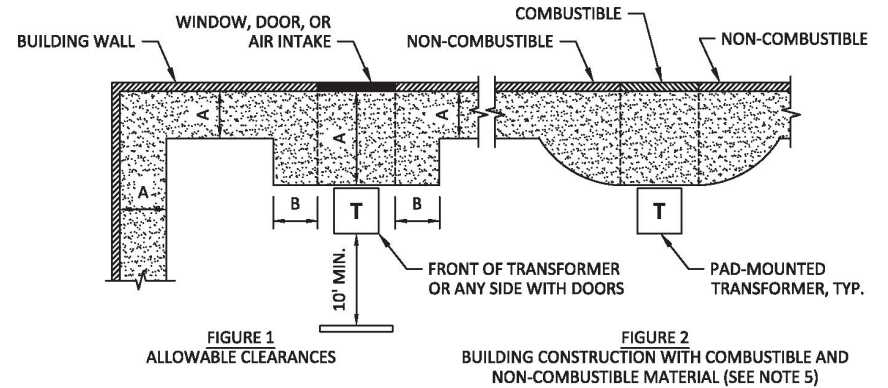 WINDOW, DOOR, OR
AIR INTAKE
BUILDING WALL
COMBUSTIBLE
NON-COMBUSTIBLE
NON-COMBUSTIBLE
A
A
A
A
B
B
T
T
10' MIN.
FRONT OF TRANSFORMER
OR ANY SIDE WITH DOORS
PAD-MOUNTED
TRANSFORMER, TYP.
FIGURE 1
ALLOWABLE CLEARANCES
FIGURE 2
BUILDING CONSTRUCTION WITH COMBUSTIBLE AND
NON-COMBUSTIBLE MATERIAL (SEE NOTE 5)